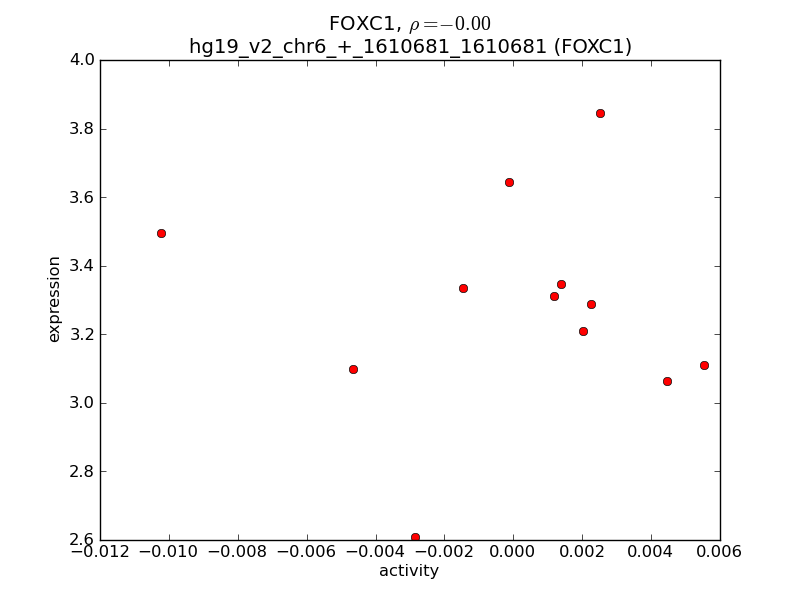 FOXC1, ρ=−0.00
hg19_v2_chr6_+_1610681_1610681 (FOXC1)
4.0
3.8
3.6
3.4
3.2
3.0
2.8
2.6
expression
−0.012 −0.010 −0.008 −0.006 −0.004 −0.002 0.000 0.002 0.004 0.006
activity